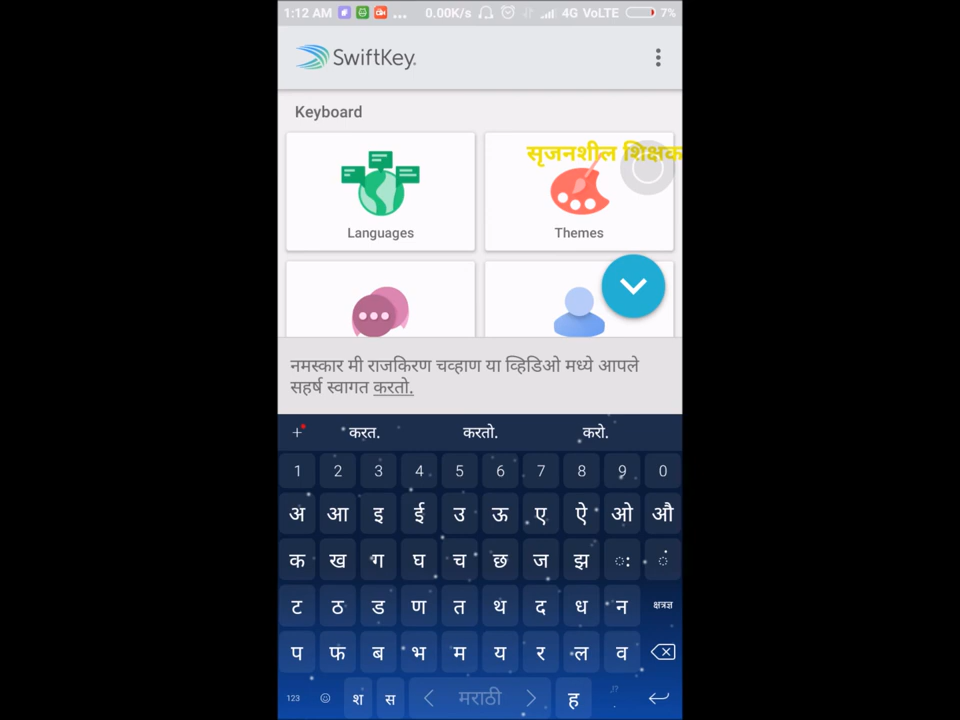 1:12 AM ... 0.00K/s 4G VoLTE 7%
SwiftKey.
Keyboard
सृजनशील शिक्षक
Languages
Themes
नमस्कार मी राजकिरण चव्हाण या व्हिडिओ मध्ये आपले
सहर्ष स्वागत करतो.
+ करत. करतो. करो.
1 2 3 4 5 6 7 8 9 0
अ आ इ ई उ ऊ ए ऐ ओ औ
क ख ग घ च छ ज झ ः ं
ट ठ ड ण त थ द ध न क्षत्रज्ञ
प फ ब भ म य र ल व
123 श स मराठी ह .